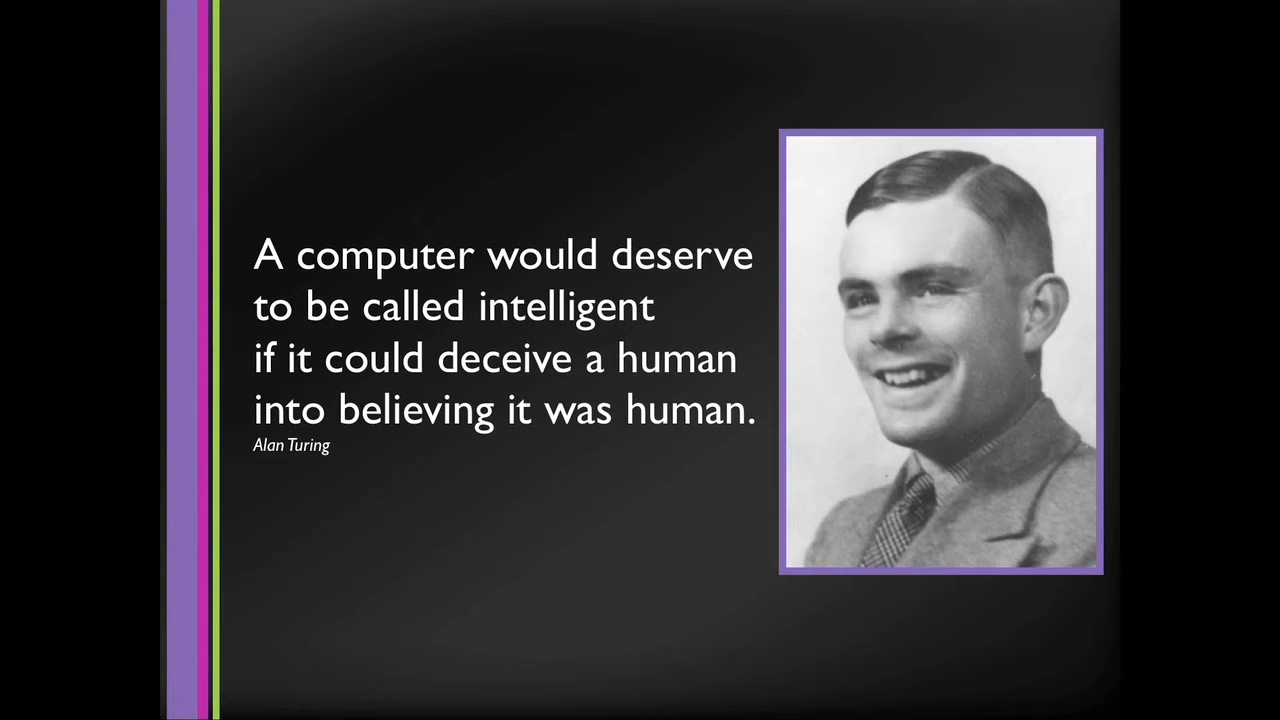 A computer would deserve
to be called intelligent
if it could deceive a human
into believing it was human.
Alan Turing